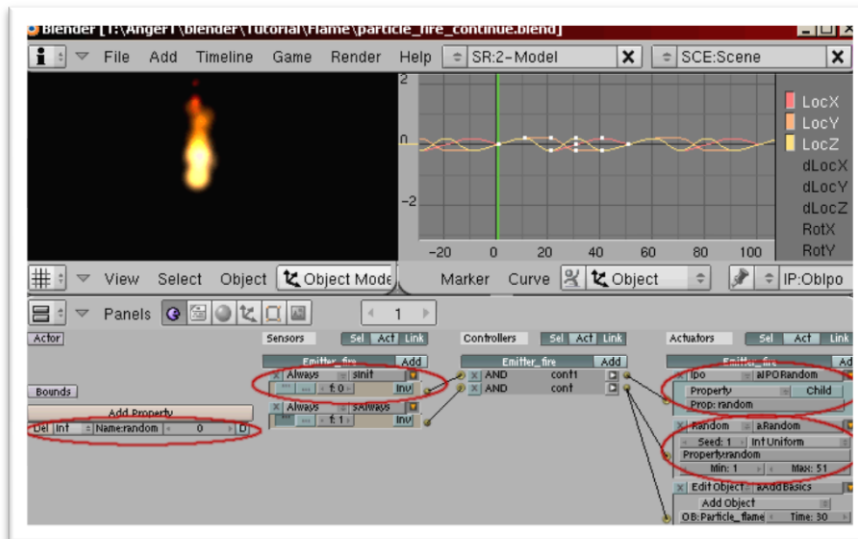 Blender [T:\Anger1\blender\Tutorial\Flame\particle_fire_continue.blend]
File Add Timeline Game Render Help SR:2-Model X SCE:Scene X
2
0
-2
-20 0 20 40 60 80 100
LocX
LocY
LocZ
dLocX
dLocY
dLocZ
RotX
RotY
View Select Object Object Mode
Marker Curve Object IP:ObIpo
Panels 1
Actor
Bounds
Add Property
Del Int Name:random 0 D
Sensors Sel Act Link
Emitter_fire Add
X Always sInit
f: 0 Inv
X Always sAlways
f: 1 Inv
Controllers Sel Act Link
Emitter_fire Add
X AND cont1
X AND cont
Actuators Sel Act Link
Emitter_fire Ad
Ipo aIPORandom
Property Child
Prop: random
X Random aRandom
Seed: 1 Int Uniform
Property:random
Min: 1 Max: 51
X Edit Object aAddBasics
Add Object
OB:Particle_flame Time: 30